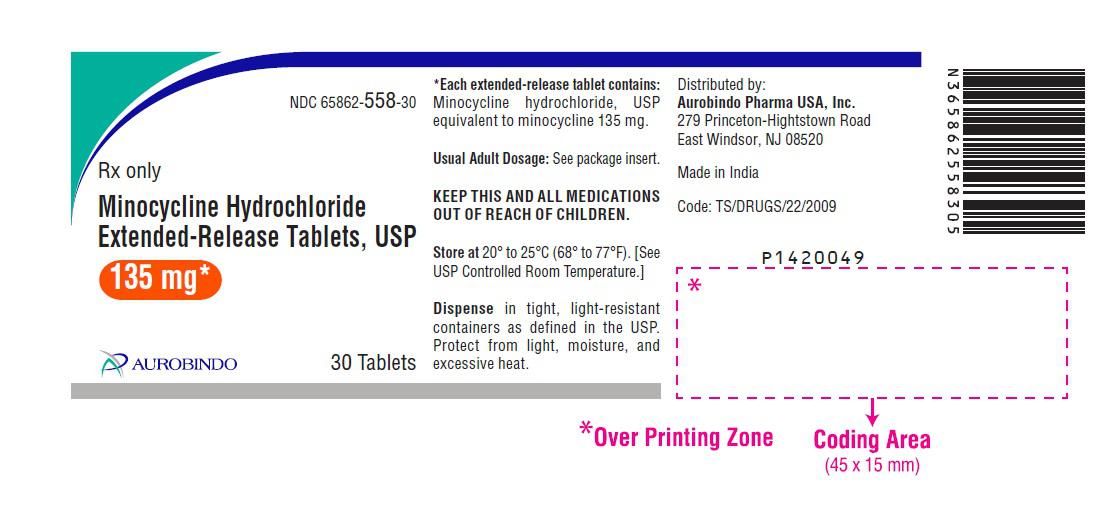 NDC 65862-558-30
Rx only
Minocycline Hydrochloride
Extended-Release Tablets, USP
135 mg*
AUROBINDO
30 Tablets
*Each extended-release tablet contains:
Minocycline hydrochloride, USP
equivalent to minocycline 135 mg.
Usual Adult Dosage: See package insert.
KEEP THIS AND ALL MEDICATIONS
OUT OF REACH OF CHILDREN.
Store at 20° to 25°C (68° to 77°F). [See
USP Controlled Room Temperature.]
Dispense in tight, light-resistant
containers as defined in the USP.
Protect from light, moisture, and
excessive heat.
Distributed by:
Aurobindo Pharma USA, Inc.
279 Princeton-Hightstown Road
East Windsor, NJ 08520
Made in India
Code: TS/DRUGS/22/2009
P1420049
*
*Over Printing Zone
Coding Area
(45 x 15 mm)
N365862558305